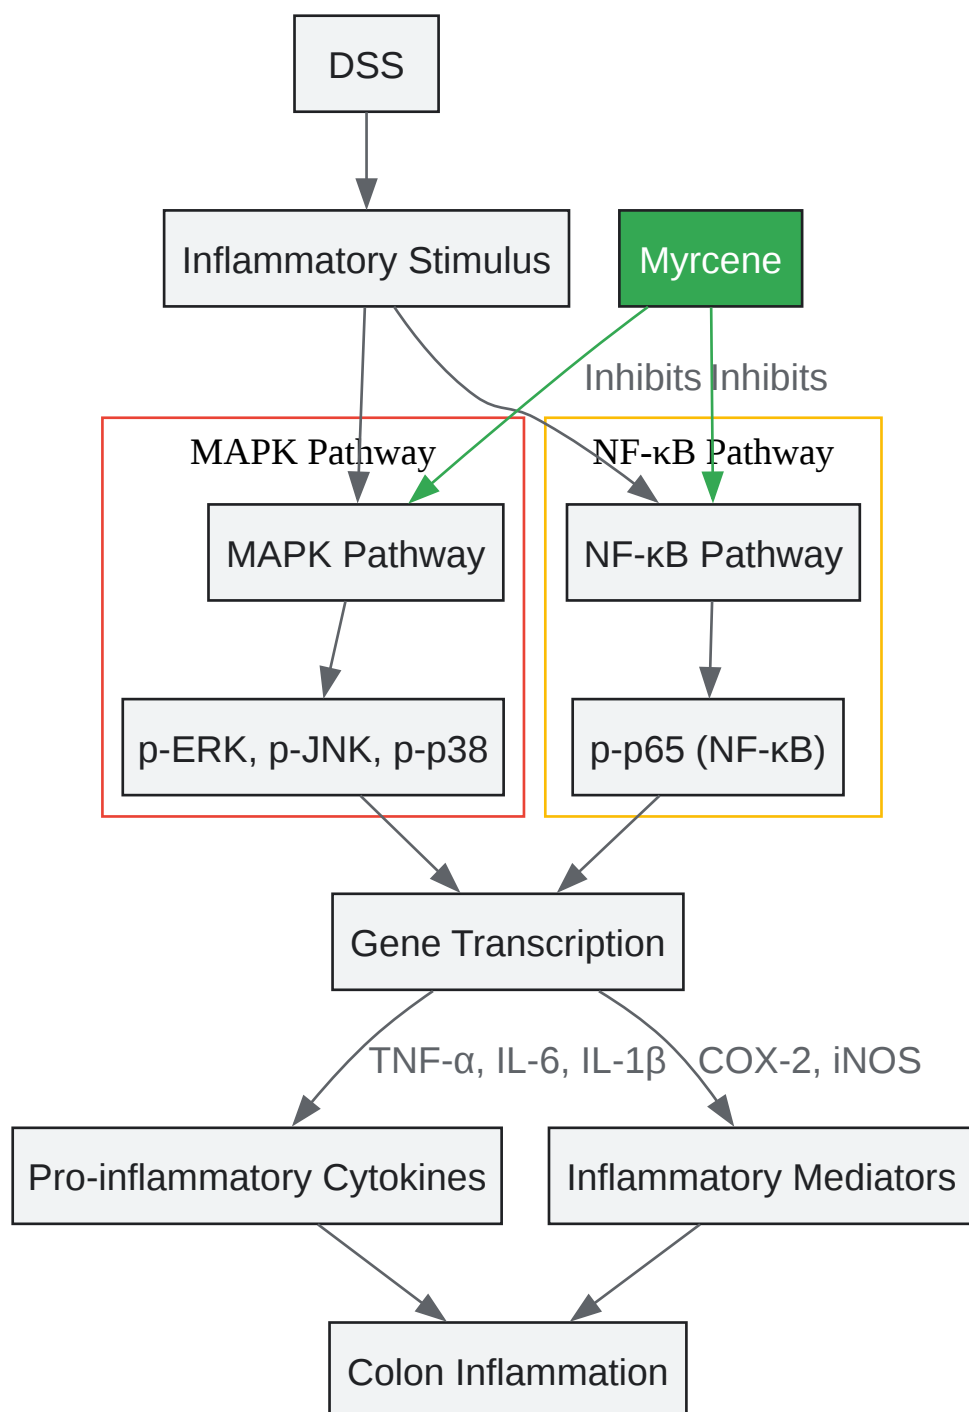 DSS
Inflammatory Stimulus
Myrcene
Inhibits
Inhibits
MAPK Pathway
NF-κB Pathway
MAPK Pathway
NF-κB Pathway
p-ERK, p-JNK, p-p38
p-p65 (NF-κB)
Gene Transcription
TNF-α, IL-6, IL-1β
COX-2, iNOS
Pro-inflammatory Cytokines
Inflammatory Mediators
Colon Inflammation